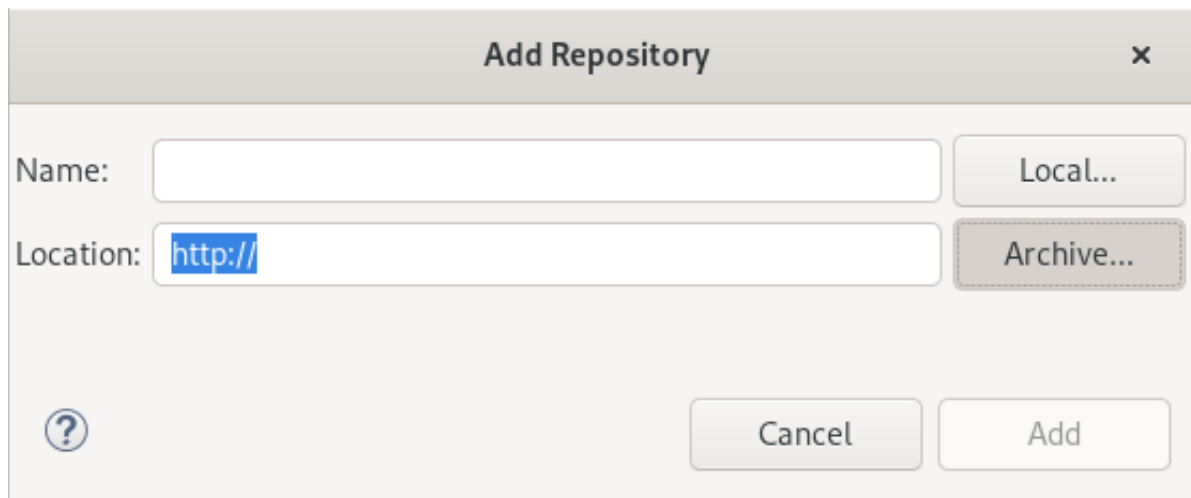 Add Repository ×
Name: Local...
Location: http:// Archive...
? Cancel Add